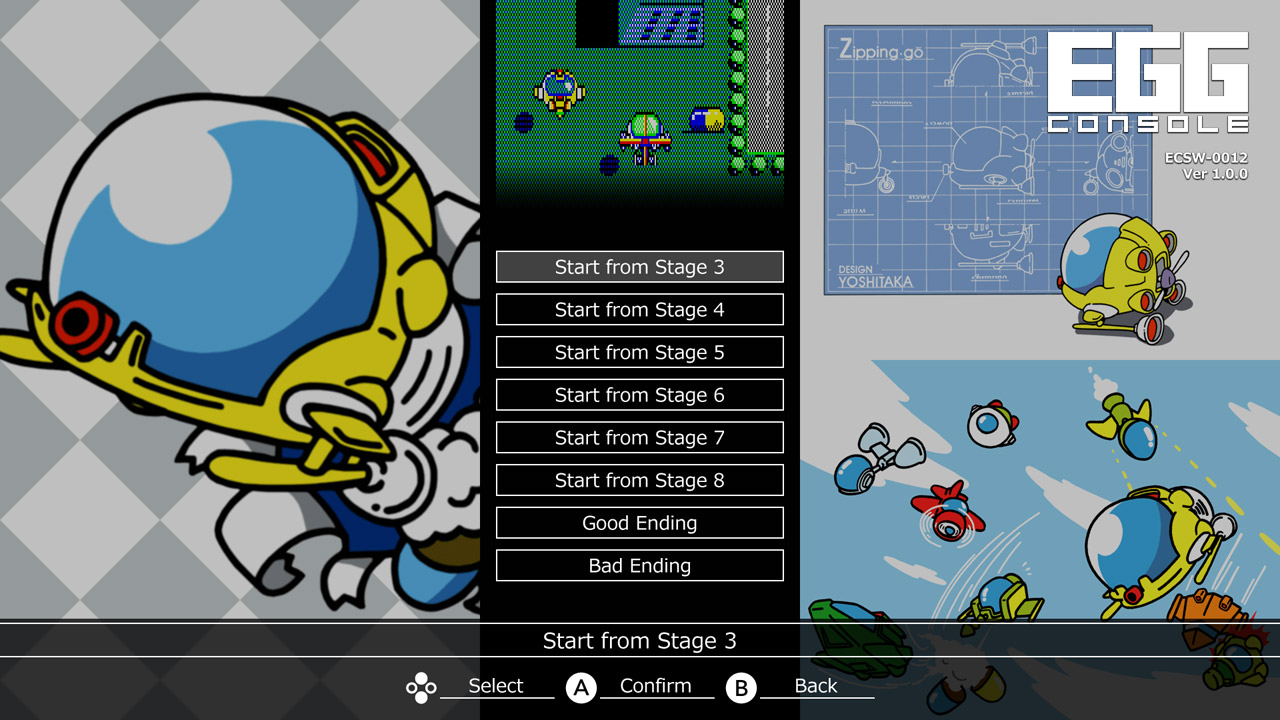 Zipping·gō
EGG
CONSOLE
ECSW-0012
Ver 1.0.0
DESIGN
YOSHITAKA
Start from Stage 3
Start from Stage 4
Start from Stage 5
Start from Stage 6
Start from Stage 7
Start from Stage 8
Good Ending
Bad Ending
Start from Stage 3
Select
A Confirm
B Back